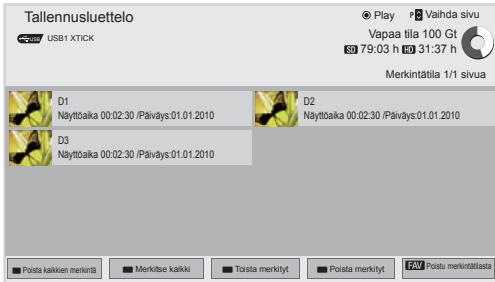 Tallennusluettelo
Play P Vaihda sivu
USB USB1 XTICK
Vapaa tila 100 Gt
SD 79:03 h HD 31:37 h
Merkintätila 1/1 sivua
D1
Näyttöaika 00:02:30 /Päiväys:01.01.2010
D2
Näyttöaika 00:02:30 /Päiväys:01.01.2010
D3
Näyttöaika 00:02:30 /Päiväys:01.01.2010
Poista kaikkien merkintä
Merkitse kaikki
Toista merkityt
Poista merkityt
FAV Poistu merkintätilasta